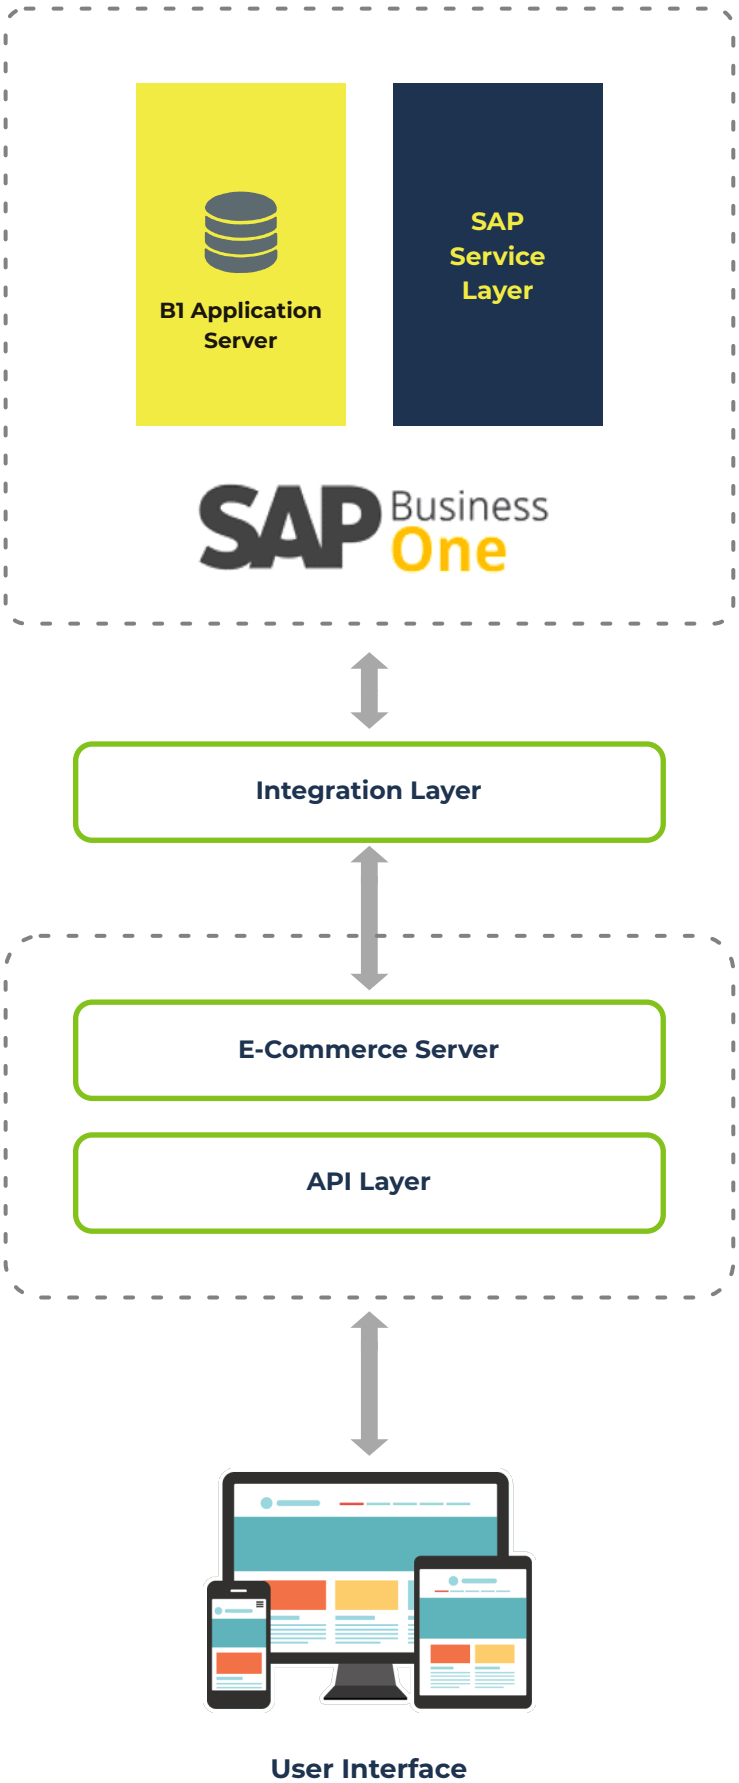 B1 Application
Server
SAP
Service
Layer
SAP Business
One
Integration Layer
E-Commerce Server
API Layer
User Interface